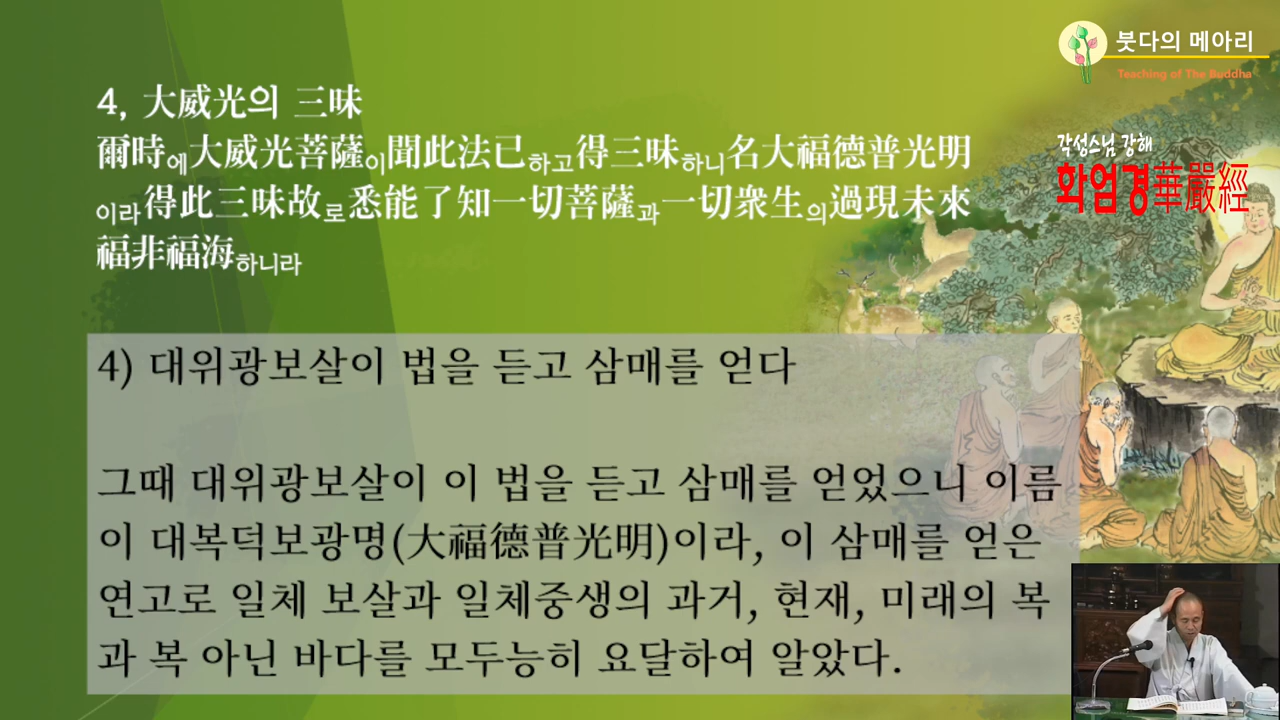 붓다의 메아리
Teaching of The Buddha
각성스님 강해
화엄경華嚴經
4, 大威光의 三昧
爾時에大威光菩薩이聞此法已하고得三昧하니名大福德普光明
이라得此三昧故로悉能了知一切菩薩과一切衆生의過現未來
福非福海하니라
4) 대위광보살이 법을 듣고 삼매를 얻다
그때 대위광보살이 이 법을 듣고 삼매를 얻었으니 이름
이 대복덕보광명(大福德普光明)이라, 이 삼매를 얻은
연고로 일체 보살과 일체중생의 과거, 현재, 미래의 복
과 복 아닌 바다를 모두능히 요달하여 알았다.